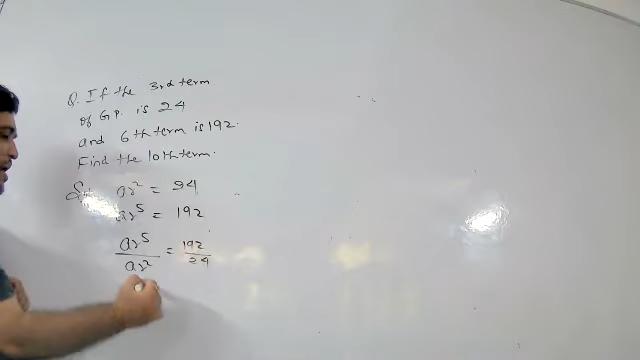 Q. If the 3rd term
of G.P. is 24
and 6th term is 192.
Find the 10th term.
Sol. ar² = 24
ar⁵ = 192
ar⁵/ar² = 192/24